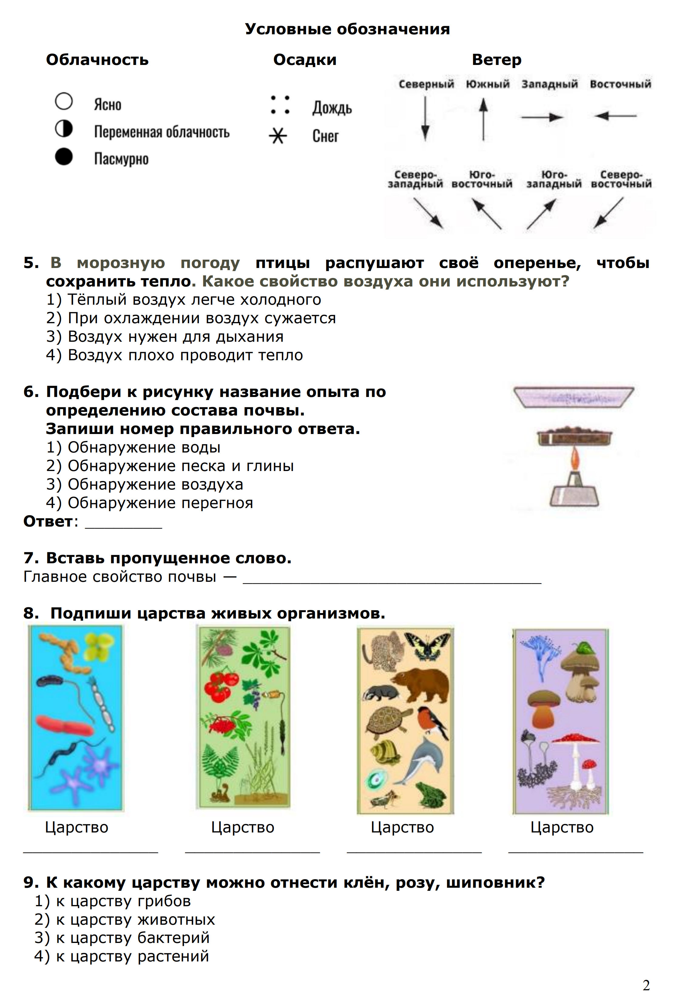 Условные обозначения
Облачность Осадки Ветер
Северный Южный Западный Восточный
Ясно
Переменная облачность
Пасмурно
Дождь
Снег
Северо-западный Юго-восточный Юго-западный Северо-восточный
5. В морозную погоду птицы распушают своё оперенье, чтобы
сохранить тепло. Какое свойство воздуха они используют?
1) Тёплый воздух легче холодного
2) При охлаждении воздух сужается
3) Воздух нужен для дыхания
4) Воздух плохо проводит тепло
6. Подбери к рисунку название опыта по
определению состава почвы.
Запиши номер правильного ответа.
1) Обнаружение воды
2) Обнаружение песка и глины
3) Обнаружение воздуха
4) Обнаружение перегноя
Ответ: ________
7. Вставь пропущенное слово.
Главное свойство почвы — _______________________________
8. Подпиши царства живых организмов.
Царство Царство Царство Царство
______________ ______________ ______________ ______________
9. К какому царству можно отнести клён, розу, шиповник?
1) к царству грибов
2) к царству животных
3) к царству бактерий
4) к царству растений
2